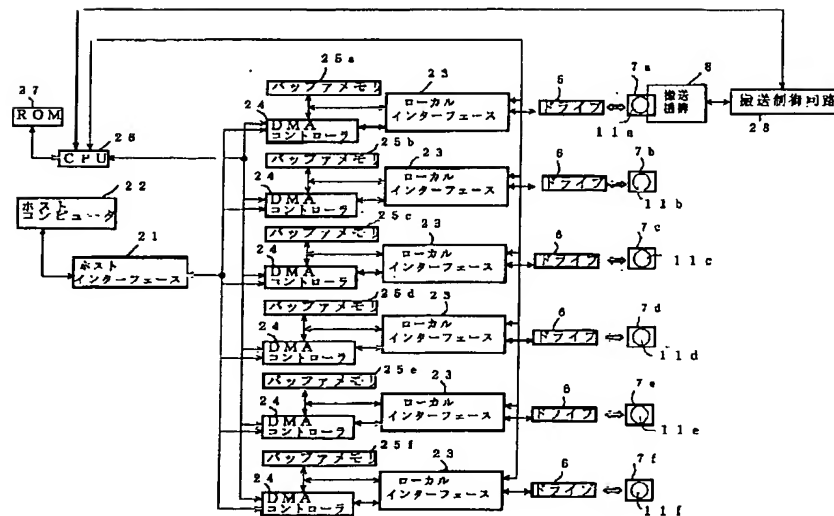 25a
バッファメモリ
23
ローカル
インターフェース
24
DMA
コントローラ
6
ドライブ
7a
11a
8
搬送
機構
搬送制御回路
28
27
ROM
26
CPU
22
ホスト
コンピュータ
21
ホスト
インターフェース
25b
バッファメモリ
23
ローカル
インターフェース
24
DMA
コントローラ
6
ドライブ
7b
11b
25c
バッファメモリ
23
ローカル
インターフェース
24
DMA
コントローラ
6
ドライブ
7c
11c
25d
バッファメモリ
23
ローカル
インターフェース
24
DMA
コントローラ
6
ドライブ
7d
11d
25e
バッファメモリ
23
ローカル
インターフェース
24
DMA
コントローラ
6
ドライブ
7e
11e
25f
バッファメモリ
23
ローカル
インターフェース
24
DMA
コントローラ
6
ドライブ
7f
11f